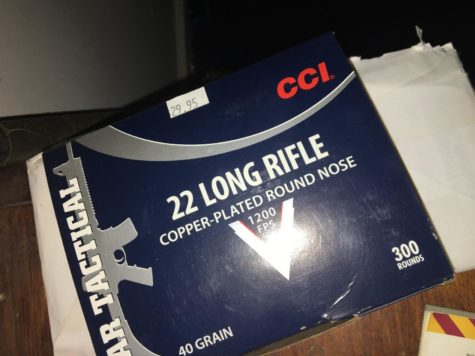 CCI
29.95
22 LONG RIFLE
COPPER-PLATED ROUND NOSE
1200
FPS
V
300
ROUNDS
40 GRAIN
AR TACTICAL